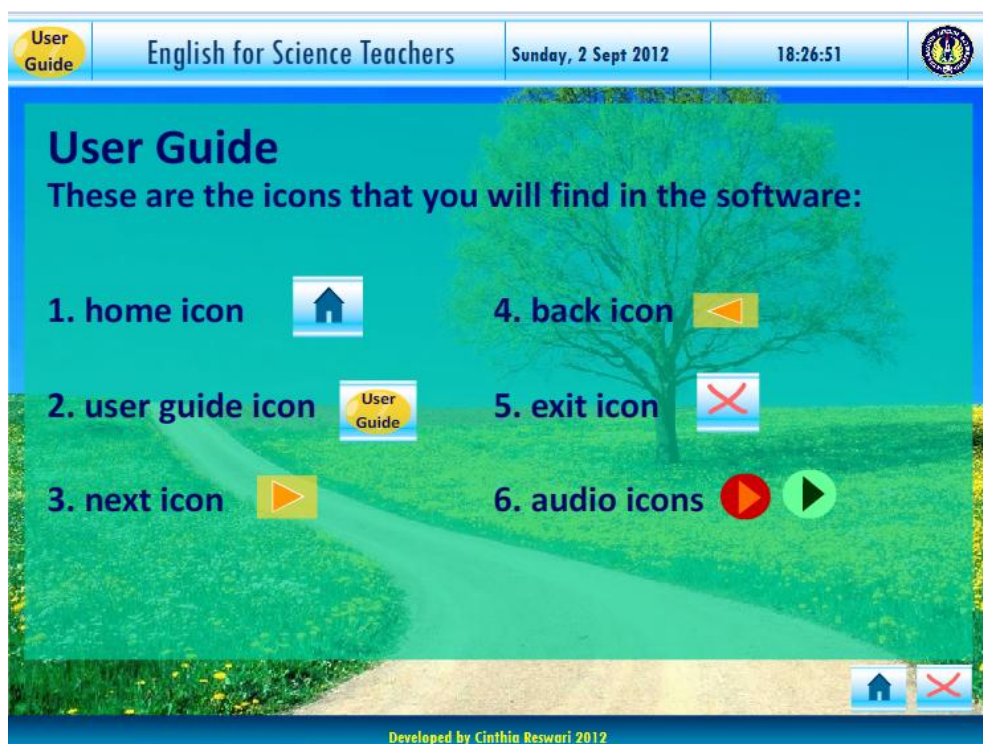 User
Guide
English for Science Teachers
Sunday, 2 Sept 2012
18:26:51
User Guide
These are the icons that you will find in the software:
1. home icon
2. user guide icon
User
Guide
3. next icon
4. back icon
5. exit icon
6. audio icons
Developed by Cinthia Reswari 2012